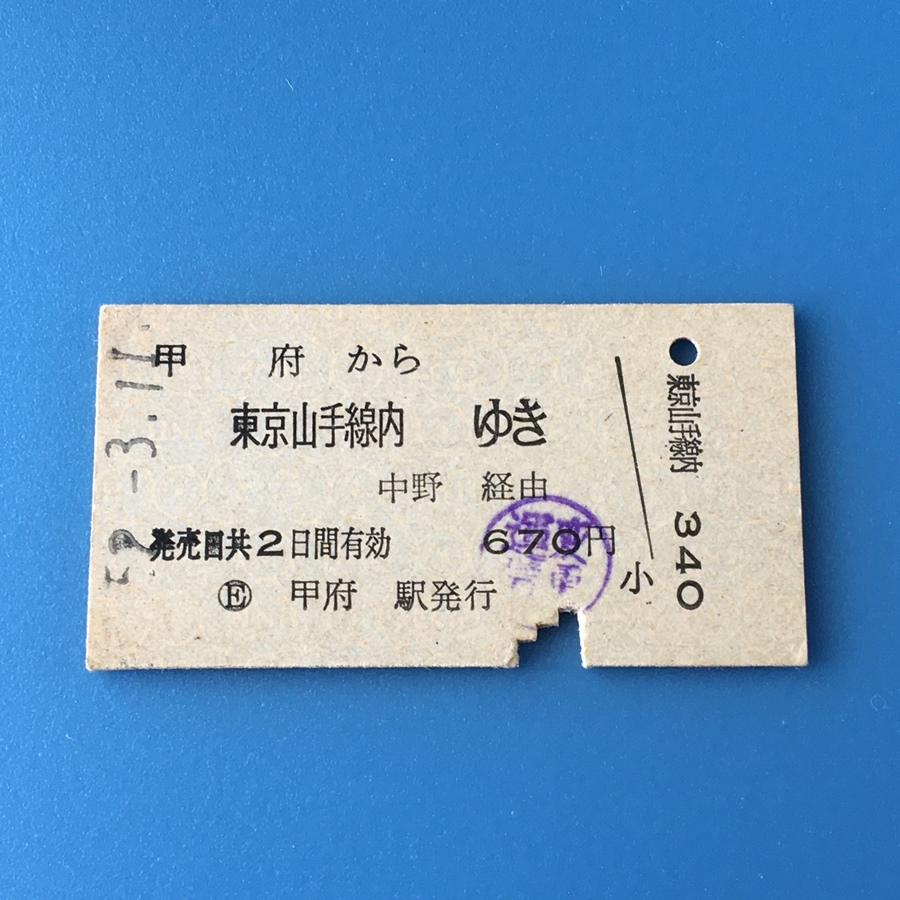 甲府から
東京山手線内 ゆき
中野 経由
発売日共2日間有効 670円
Ⓔ 甲府 駅発行
小
東京山手線内
340
-3.11.